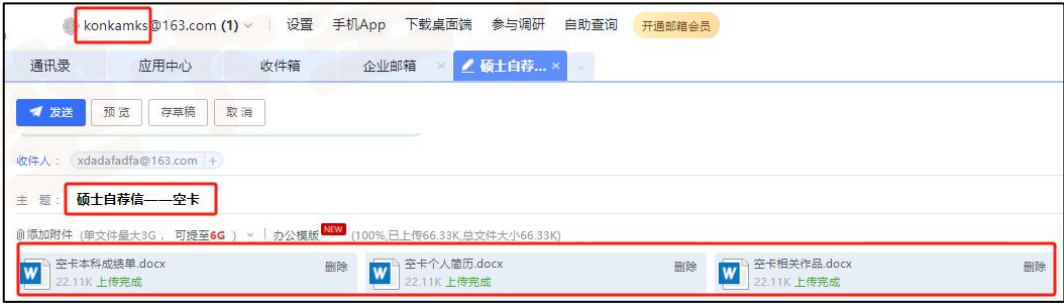 konkamks@163.com (1) 设置 手机App 下载桌面端 参与调研 自助查询 开通邮箱会员
通讯录 应用中心 收件箱 企业邮箱 × 硕士自荐... ×
发送 预览 存草稿 取消
收件人： xdadafadfa@163.com +
主 题： 硕士自荐信——空卡
添加附件 (单文件最大3G， 可提至6G ) 办公模版 NEW (100%,已上传66.33K,总文件大小66.33K)
W 空卡本科成绩单.docx 删除 W 空卡个人简历.docx 删除 W 空卡相关作品.docx 删除
22.11K 上传完成 22.11K 上传完成 22.11K 上传完成